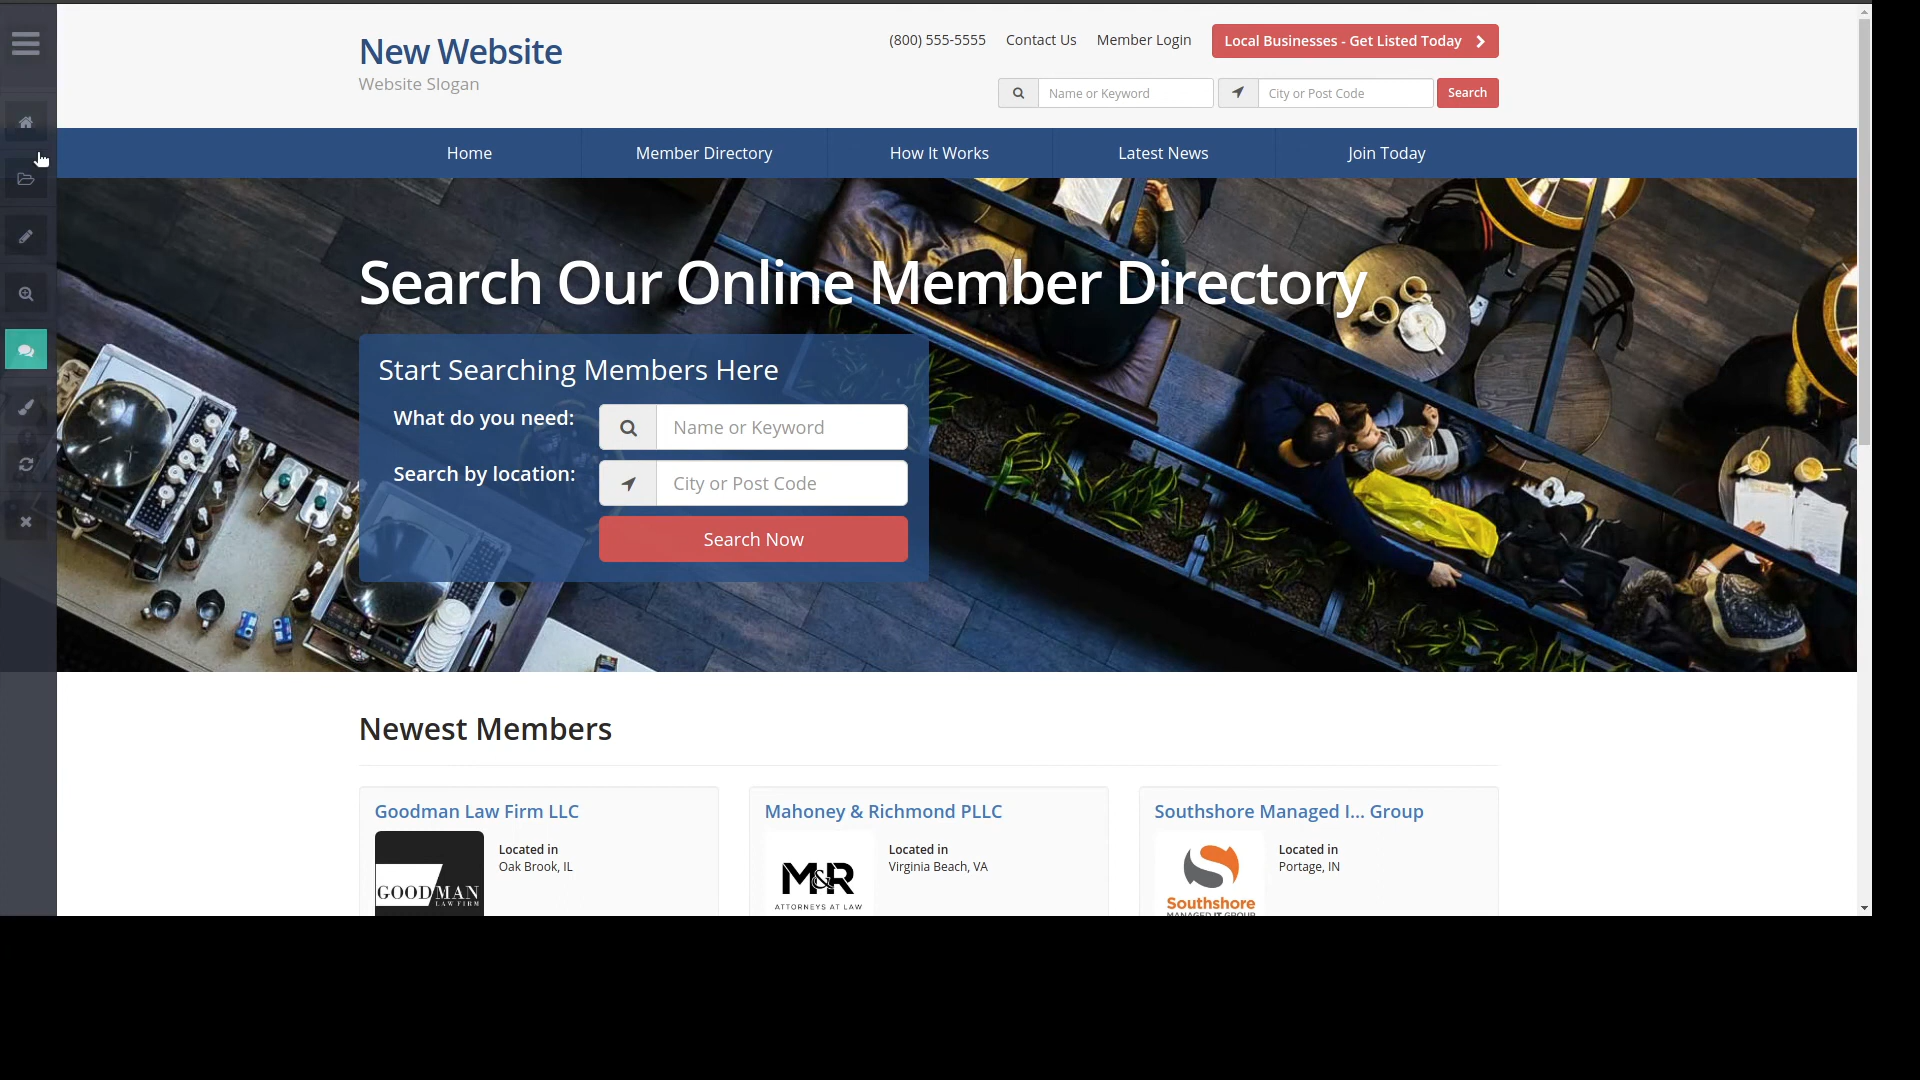 New Website
Website Slogan
(800) 555-5555
Contact Us
Member Login
Local Businesses - Get Listed Today
Name or Keyword
City or Post Code
Search
Home
Member Directory
How It Works
Latest News
Join Today
Search Our Online Member Directory
Start Searching Members Here
What do you need:
Name or Keyword
Search by location:
City or Post Code
Search Now
Newest Members
Goodman Law Firm LLC
GOODMAN
LAW FIRM
Located in
Oak Brook, IL
Mahoney & Richmond PLLC
M&R
ATTORNEYS AT LAW
Located in
Virginia Beach, VA
Southshore Managed I... Group
Southshore
MANAGED IT GROUP
Located in
Portage, IN